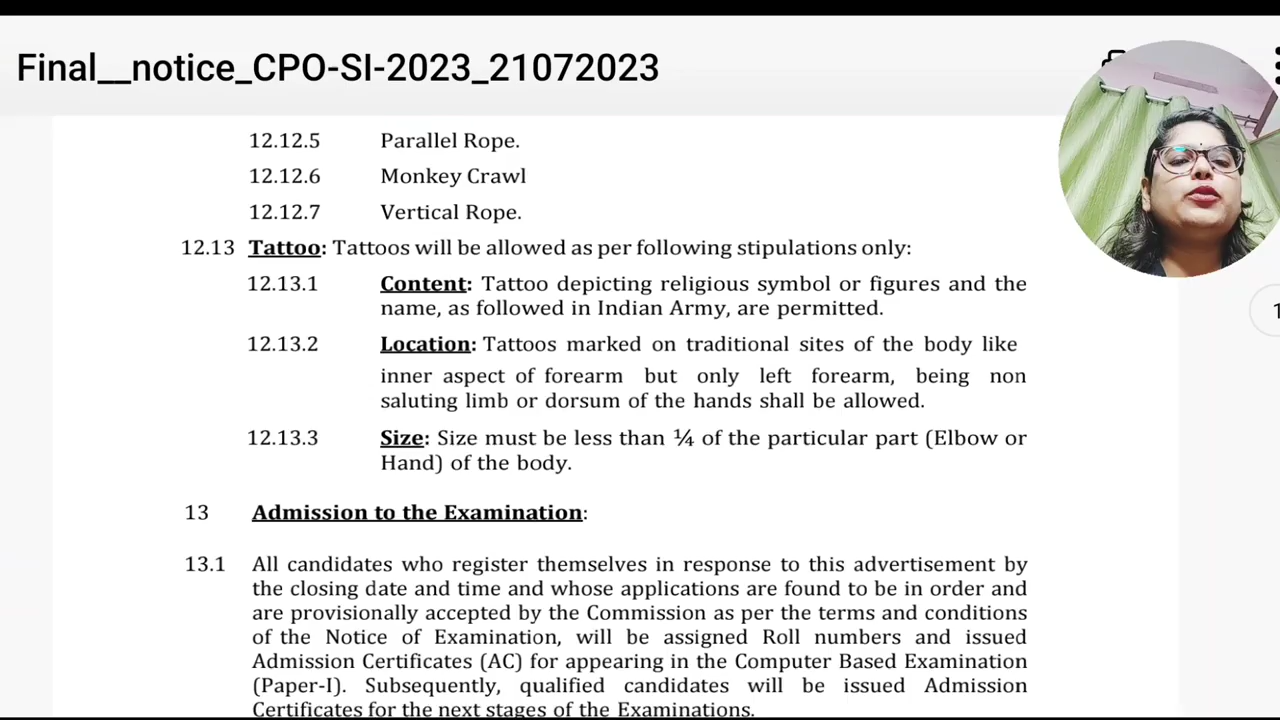 Final__notice_CPO-SI-2023_21072023
12.12.5 Parallel Rope.
12.12.6 Monkey Crawl
12.12.7 Vertical Rope.
12.13 Tattoo: Tattoos will be allowed as per following stipulations only:
12.13.1 Content: Tattoo depicting religious symbol or figures and the
name, as followed in Indian Army, are permitted.
12.13.2 Location: Tattoos marked on traditional sites of the body like
inner aspect of forearm but only left forearm, being non
saluting limb or dorsum of the hands shall be allowed.
12.13.3 Size: Size must be less than ¼ of the particular part (Elbow or
Hand) of the body.
13 Admission to the Examination:
13.1 All candidates who register themselves in response to this advertisement by
the closing date and time and whose applications are found to be in order and
are provisionally accepted by the Commission as per the terms and conditions
of the Notice of Examination, will be assigned Roll numbers and issued
Admission Certificates (AC) for appearing in the Computer Based Examination
(Paper-I). Subsequently, qualified candidates will be issued Admission
Certificates for the next stages of the Examinations.